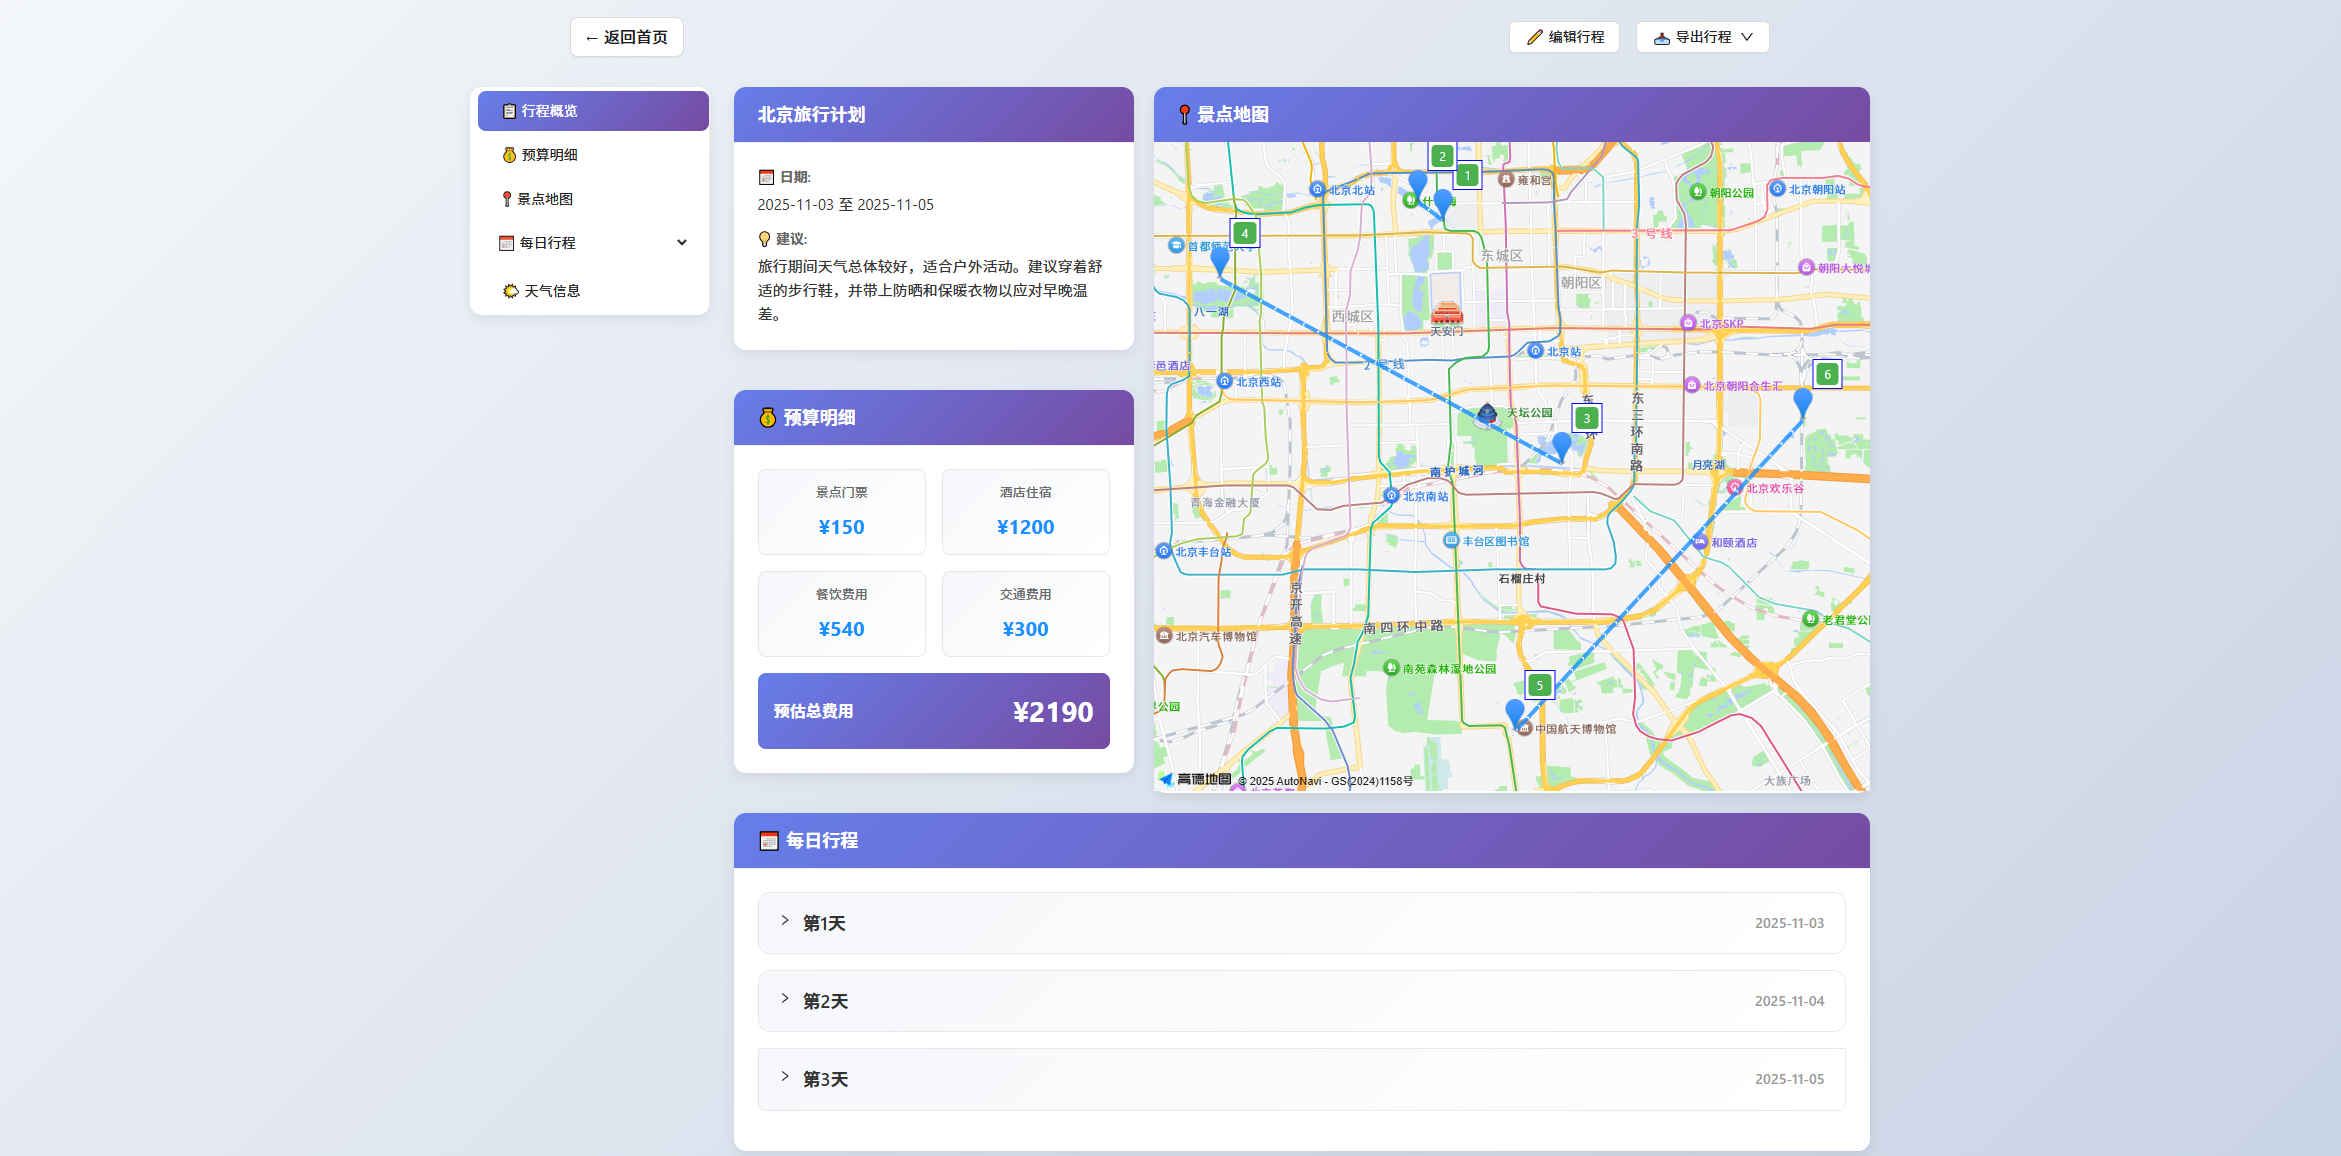 ← 返回首页
编辑行程
导出行程
行程概览
预算明细
景点地图
每日行程
天气信息
北京旅行计划
日期:
2025-11-03 至 2025-11-05
建议:
旅行期间天气总体较好，适合户外活动。建议穿着舒
适的步行鞋，并带上防晒和保暖衣物以应对早晚温
差。
预算明细
景点门票
¥150
酒店住宿
¥1200
餐饮费用
¥540
交通费用
¥300
预估总费用
¥2190
景点地图
2
1
雍和宫
北京北站
朝阳公园
北京朝阳站
4
3号线
东城区
朝阳大悦城
朝阳区
八一湖
西城区
天安门
北京SKP
北京站
2号线
邑酒店
北京西站
6
北京朝阳合生汇
天坛公园
3
东三环南路
南护城河
月亮湖
北京欢乐谷
北京南站
青海金融大厦
丰台区图书馆
和颐酒店
北京丰台站
石榴庄村
京开高速
南四环中路
老君堂公
北京汽车博物馆
南苑森林湿地公园
5
公园
中国航天博物馆
大族广场
高德地图
© 2025 AutoNavi - GS(2024)1158号
每日行程
第1天
2025-11-03
第2天
2025-11-04
第3天
2025-11-05